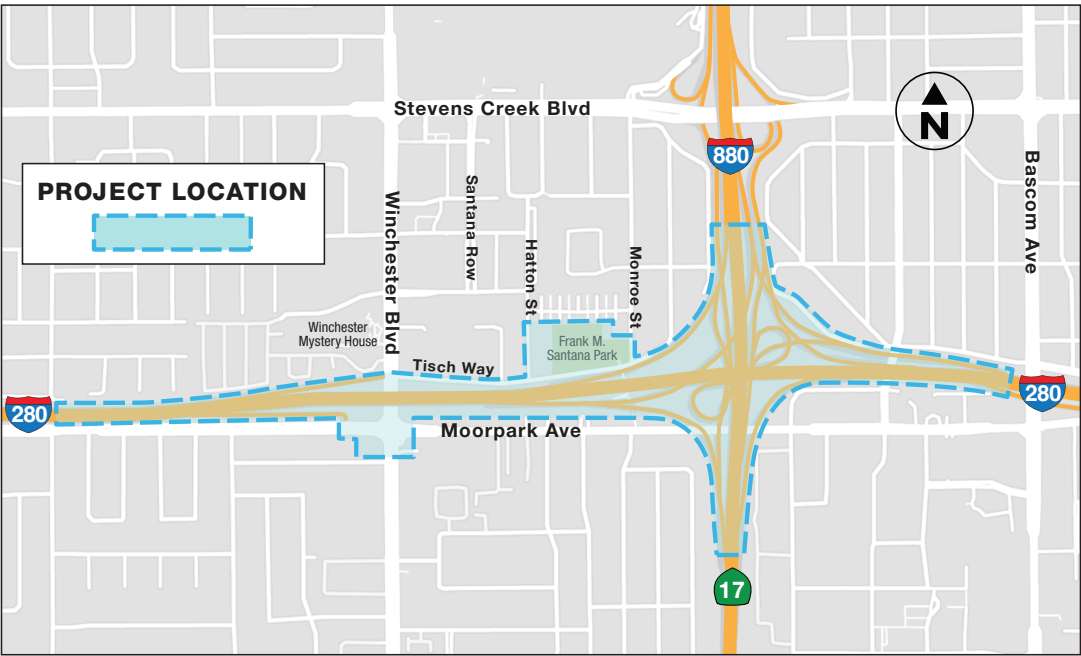 Stevens Creek Blvd
N
880
PROJECT LOCATION
Winchester Blvd
Santana Row
Hatton St
Monroe St
Bascom Ave
Winchester
Mystery House
Frank M.
Santana Park
Tisch Way
280
280
Moorpark Ave
17